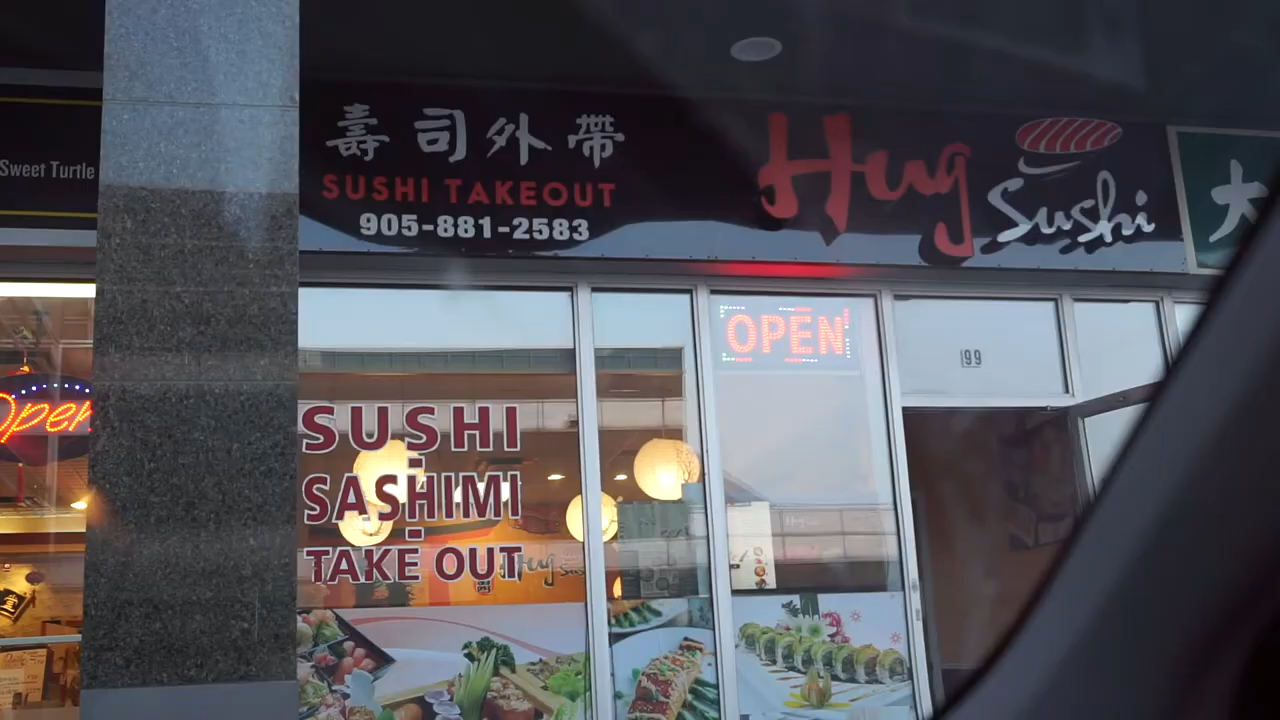 Sweet Turtle
壽司外帶
SUSHI TAKEOUT
905-881-2583
Hug
Sushi
大
OPEN
99
Open
SUSHI
SASHIMI
TAKE OUT
Hug